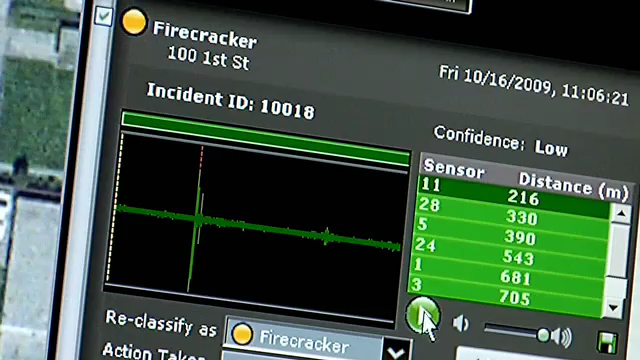 Firecracker
100 1st St
Fri 10/16/2009, 11:06:21
Incident ID: 10018
Confidence: Low
Sensor Distance (m)
11 216
28 330
5 390
24 543
1 681
3 705
Re-classify as Firecracker
Action Taken